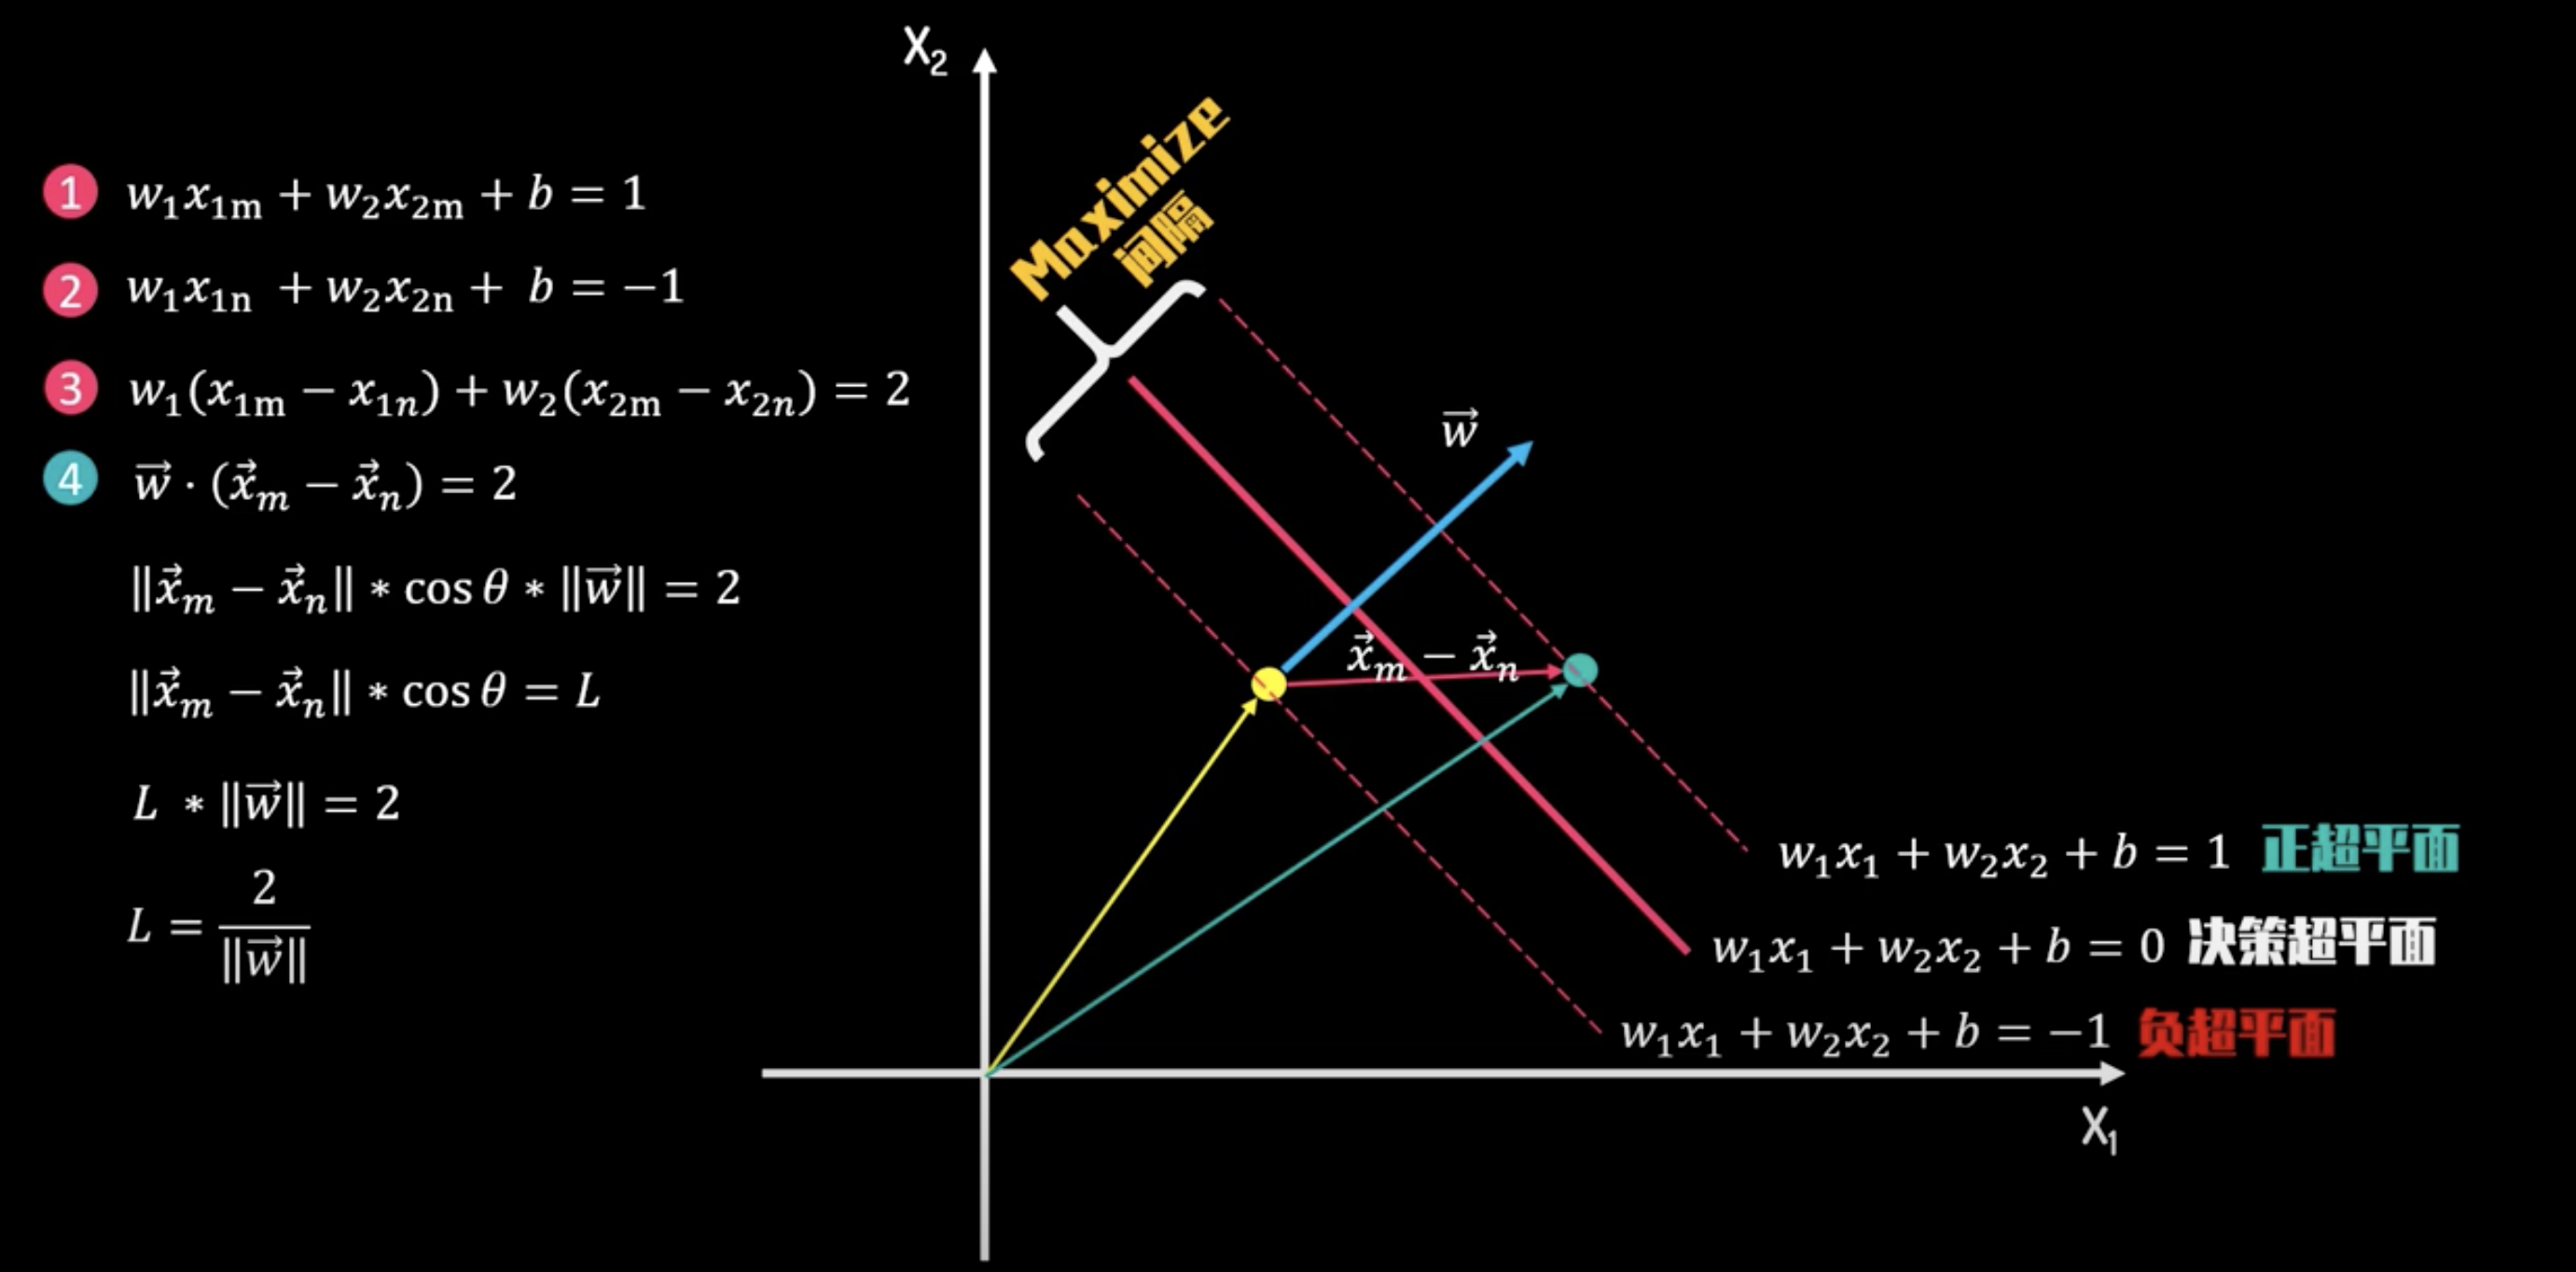 1 w₁x₁ₘ + w₂x₂ₘ + b = 1
2 w₁x₁ₙ + w₂x₂ₙ + b = −1
3 w₁(x₁ₘ − x₁ₙ) + w₂(x₂ₘ − x₂ₙ) = 2
4 w⃗ · (x⃗ₘ − x⃗ₙ) = 2
‖x⃗ₘ − x⃗ₙ‖ * cos θ * ‖w⃗‖ = 2
‖x⃗ₘ − x⃗ₙ‖ * cos θ = L
L * ‖w⃗‖ = 2
L = 2 / ‖w⃗‖
X₂
Maximize
间隔
w⃗
x⃗ₘ − x⃗ₙ
w₁x₁ + w₂x₂ + b = 1 正超平面
w₁x₁ + w₂x₂ + b = 0 决策超平面
w₁x₁ + w₂x₂ + b = −1 负超平面
X₁